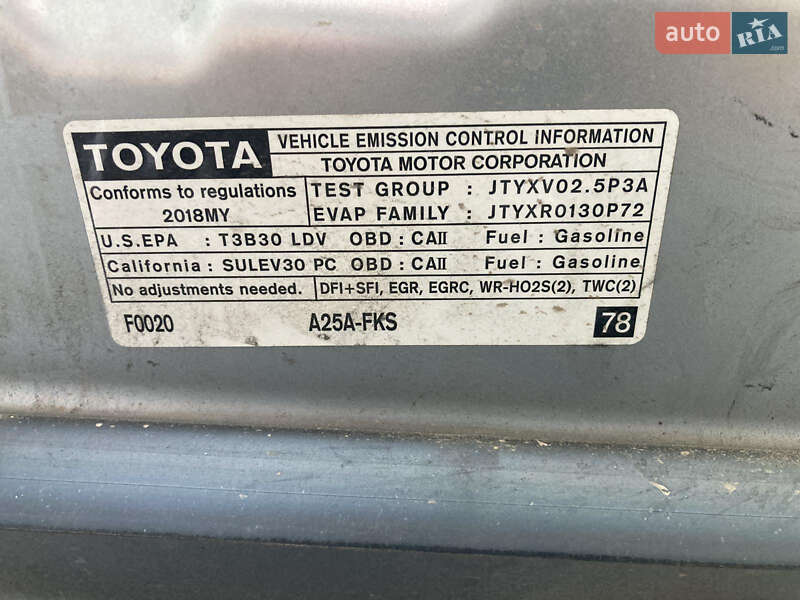 auto RIA .com
TOYOTA
VEHICLE EMISSION CONTROL INFORMATION
TOYOTA MOTOR CORPORATION
Conforms to regulations
2018MY
TEST GROUP : JTYXV02.5P3A
EVAP FAMILY : JTYXR0130P72
U.S.EPA : T3B30 LDV OBD : CAII Fuel : Gasoline
California : SULEV30 PC OBD : CAII Fuel : Gasoline
No adjustments needed. DFI+SFI, EGR, EGRC, WR-HO2S(2), TWC(2)
F0020 A25A-FKS 78